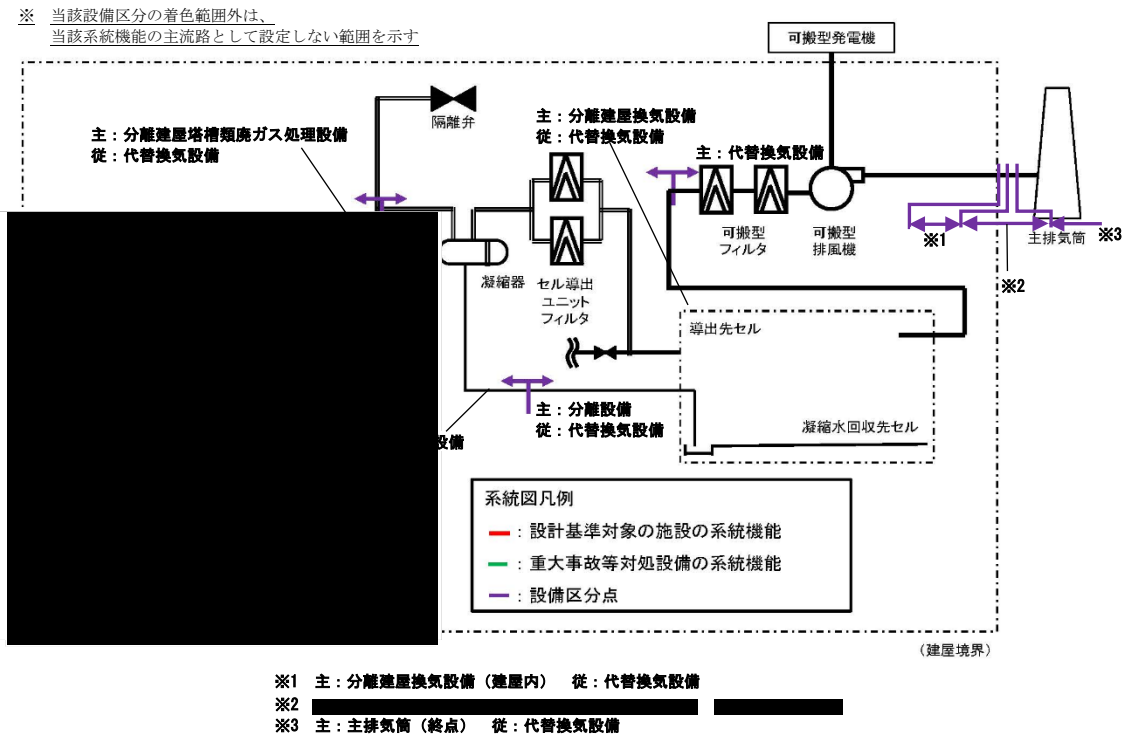 ※ 当該設備区分の着色範囲外は、
当該系統機能の主流路として設定しない範囲を示す
可搬型発電機
隔離弁
主：分離建屋塔槽類廃ガス処理設備
従：代替換気設備
主：分離建屋換気設備
従：代替換気設備
主：代替換気設備
可搬型
フィルタ
可搬型
排風機
※1
主排気筒
※3
※2
凝縮器
セル導出
ユニット
フィルタ
導出先セル
主：分離設備
従：代替換気設備
設備
凝縮水回収先セル
系統図凡例
：設計基準対象の施設の系統機能
：重大事故等対処設備の系統機能
：設備区分点
（建屋境界）
※1 主：分離建屋換気設備（建屋内） 従：代替換気設備
※2
※3 主：主排気筒（終点） 従：代替換気設備